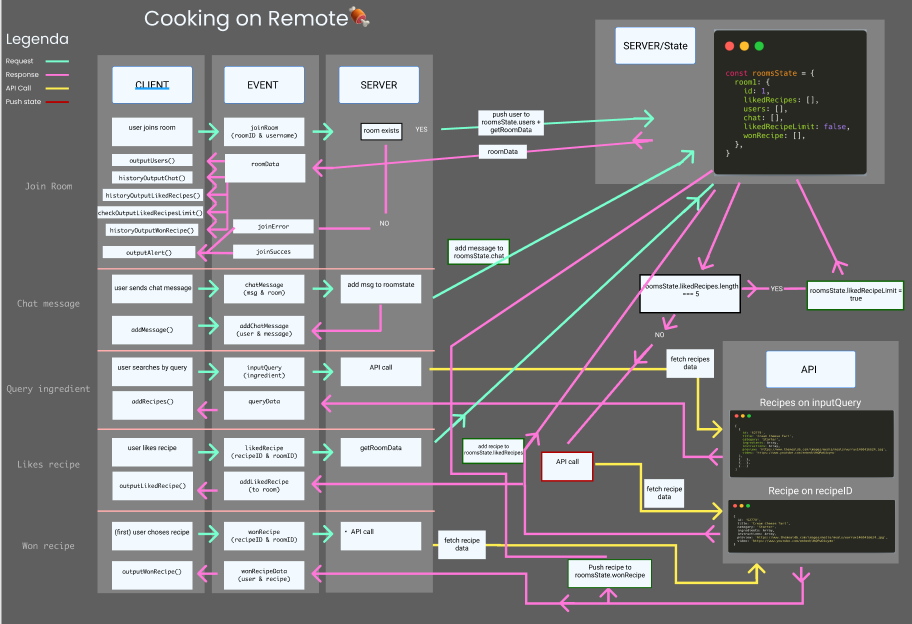 Cooking on Remote
Legenda
Request
Response
API Call
Push state
CLIENT
EVENT
SERVER
SERVER/State
const roomsState = {
room1: {
id: 1,
likedRecipes: [],
users: [],
chat: [],
likedRecipeLimit: false,
wonRecipe: [],
},
}
Join Room
user joins room
joinRoom
(roomID & username)
room exists
YES
push user to
roomsState.users +
getRoomData
roomData
outputUsers()
historyOutputChat()
historyOutputLikedRecipes()
checkOutputLikedRecipesLimit()
historyOutputWonRecipe()
outputAlert()
roomData
joinError
joinSucces
NO
Chat message
user sends chat message
chatMessage
(msg & room)
add msg to roomstate
add message to
roomsState.chat
addMessage()
addChatMessage
(user & message)
roomsState.likedRecipes.length
=== 5
YES
roomsState.likedRecipeLimit =
true
NO
Query ingredient
user searches by query
inputQuery
(ingredient)
API call
fetch recipes
data
addRecipes()
queryData
API
Recipes on inputQuery
Likes recipe
user likes recipe
likedRecipe
(recipeID & roomID)
getRoomData
add recipe to
roomsState.likedRecipes
API call
outputLikedRecipe()
addLikedRecipe
(to room)
fetch recipe
data
Recipe on recipeID
Won recipe
(first) user choses recipe
wonRecipe
(recipeID & roomID)
• API call
fetch recipe
data
outputWonRecipe()
wonRecipeData
(user & recipe)
Push recipe to
roomsState.wonRecipe